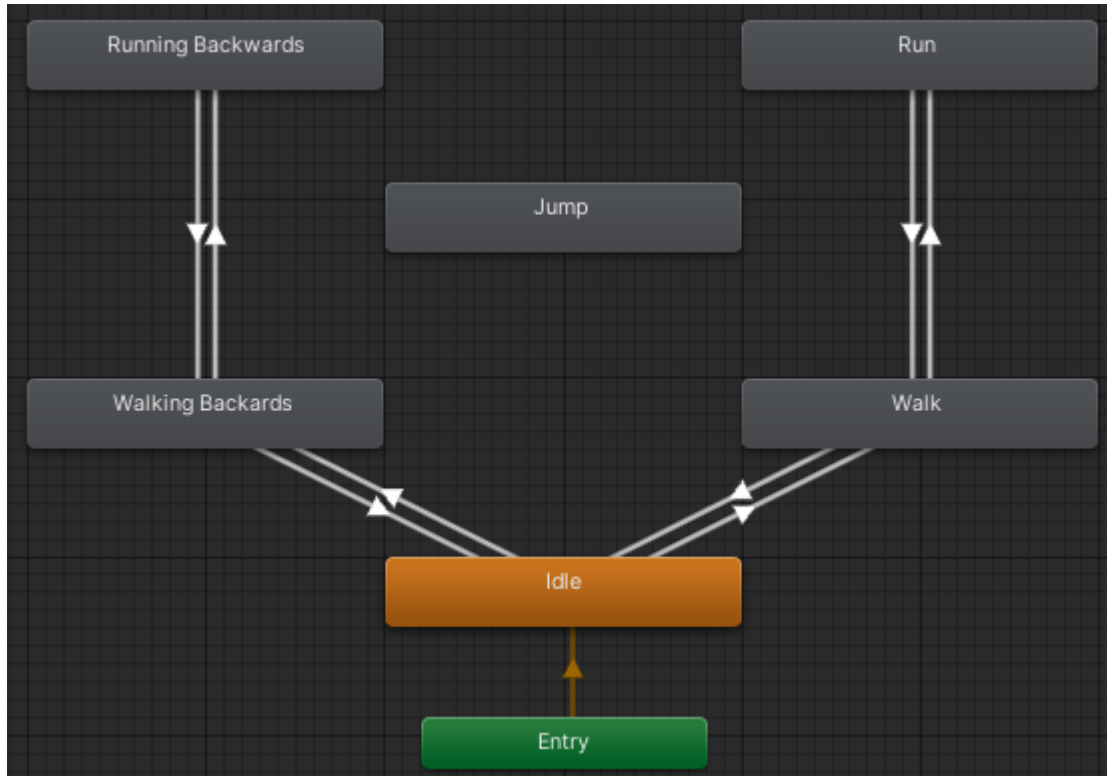 Running Backwards
Run
Jump
Walking Backards
Walk
Idle
Entry